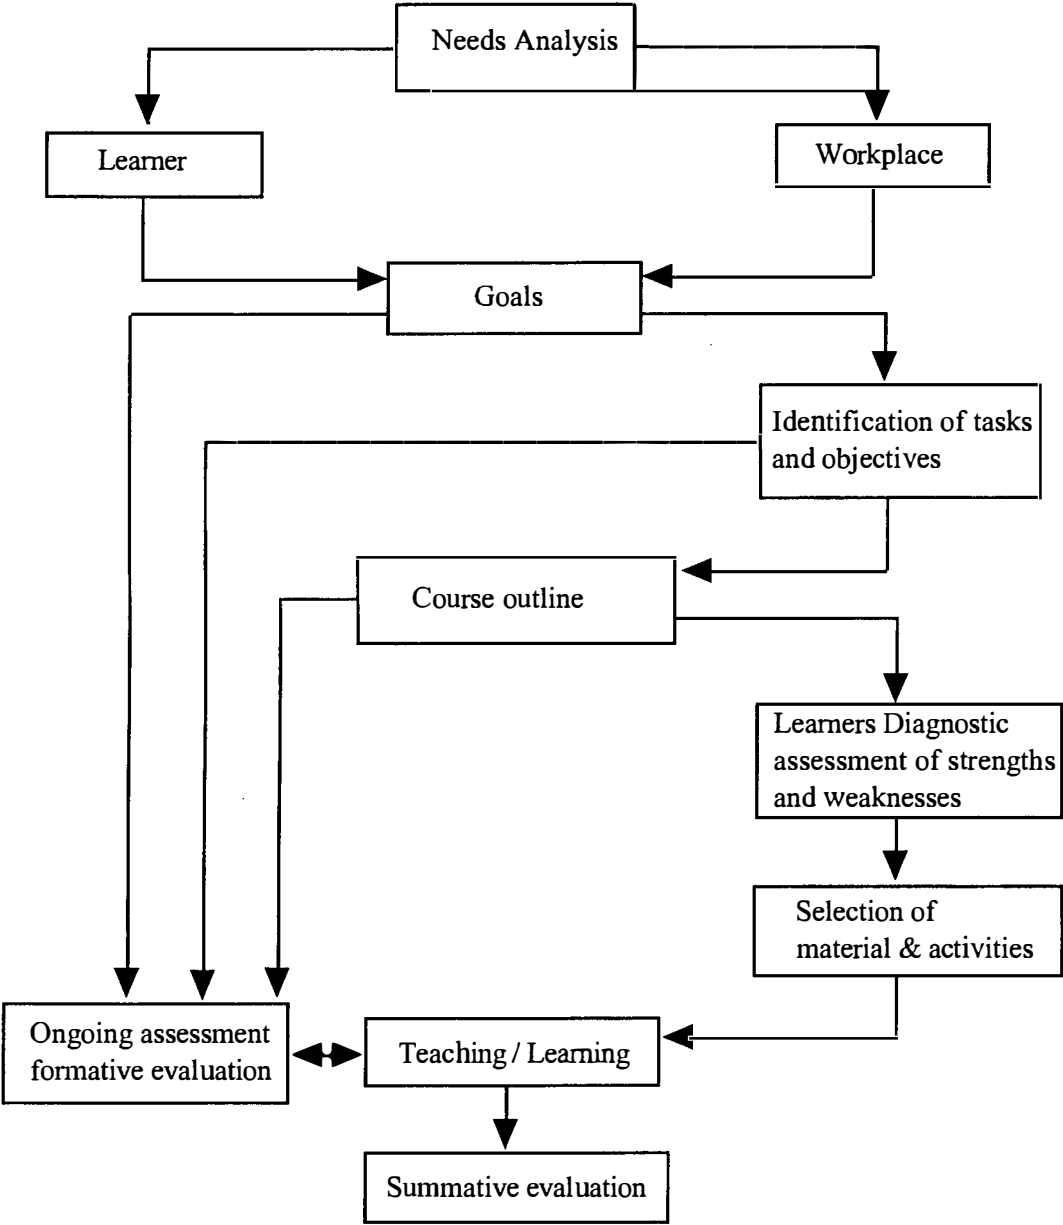 Needs Analysis
Learner
Workplace
Goals
Identification of tasks
and objectives
Course outline
Learners Diagnostic
assessment of strengths
and weaknesses
Selection of
material & activities
Ongoing assessment
formative evaluation
Teaching / Learning
Summative evaluation